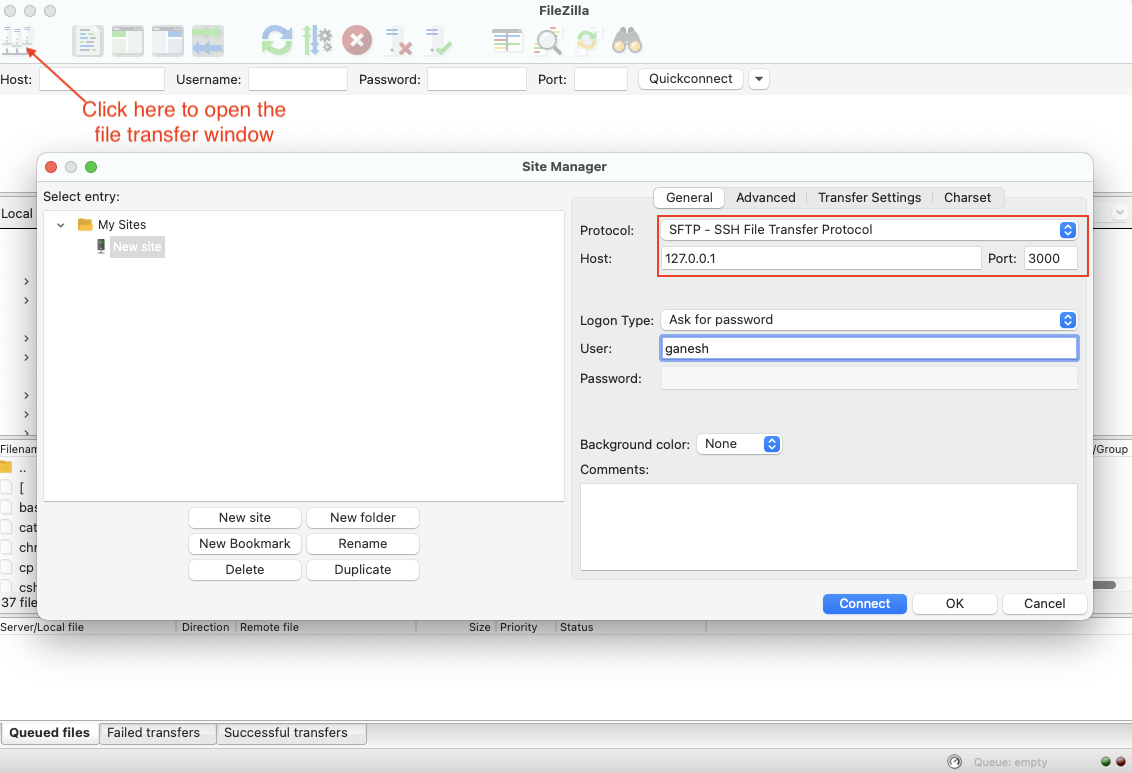 FileZilla
Host: Username: Password: Port: Quickconnect
Click here to open the
file transfer window
Site Manager
Select entry:
My Sites
New site
General Advanced Transfer Settings Charset
Protocol: SFTP - SSH File Transfer Protocol
Host: 127.0.0.1 Port: 3000
Logon Type: Ask for password
User: ganesh
Password:
Background color: None
Comments:
New site New folder
New Bookmark Rename
Delete Duplicate
Connect OK Cancel
Local
Filenam
/Group
..
[
bas
cat
chr
cp
csh
37 file
Server/Local file Direction Remote file Size Priority Status
Queued files Failed transfers Successful transfers
Queue: empty